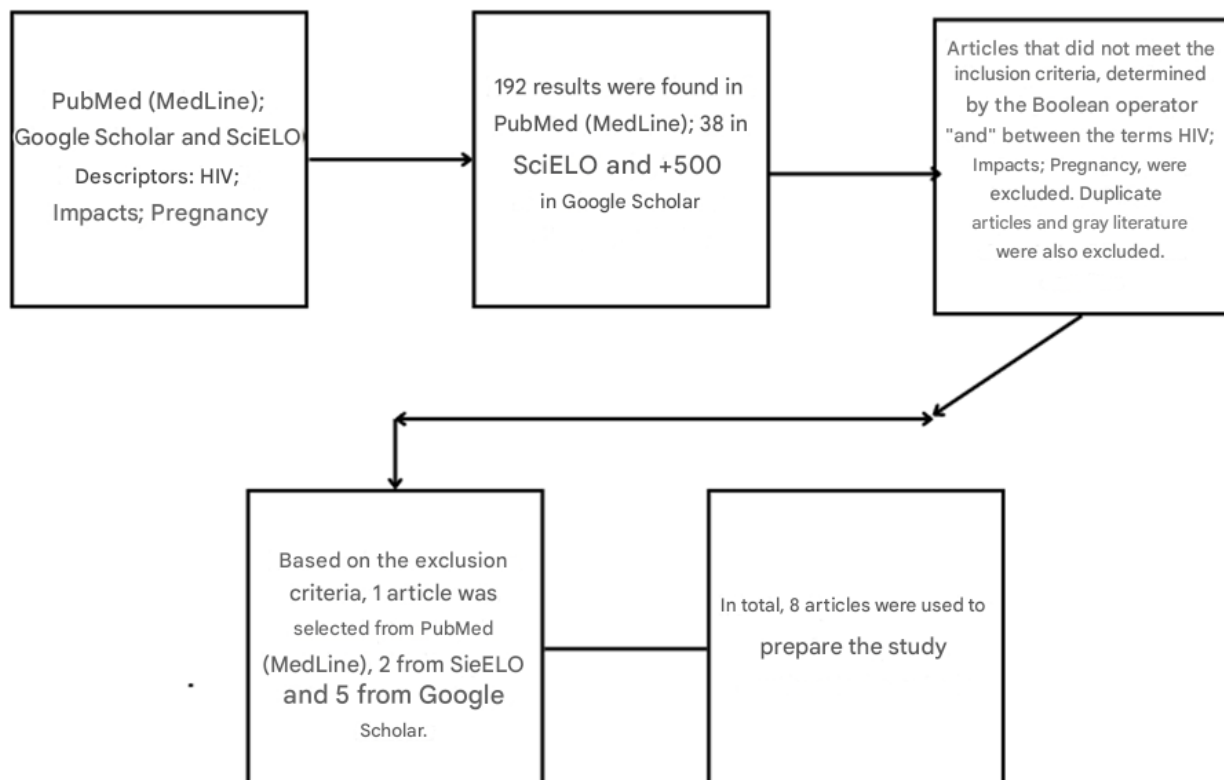 PubMed (MedLine);
Google Scholar and SciELO
Descriptors: HIV;
Impacts; Pregnancy
192 results were found in
PubMed (MedLine); 38 in
SciELO and +500
in Google Scholar
Articles that did not meet the
inclusion criteria, determined
by the Boolean operator
"and" between the terms HIV;
Impacts; Pregnancy, were
excluded. Duplicate
articles and gray literature
were also excluded.
Based on the exclusion
criteria, 1 article was
selected from PubMed
(MedLine), 2 from SieELO
and 5 from Google
Scholar.
In total, 8 articles were used to
prepare the study